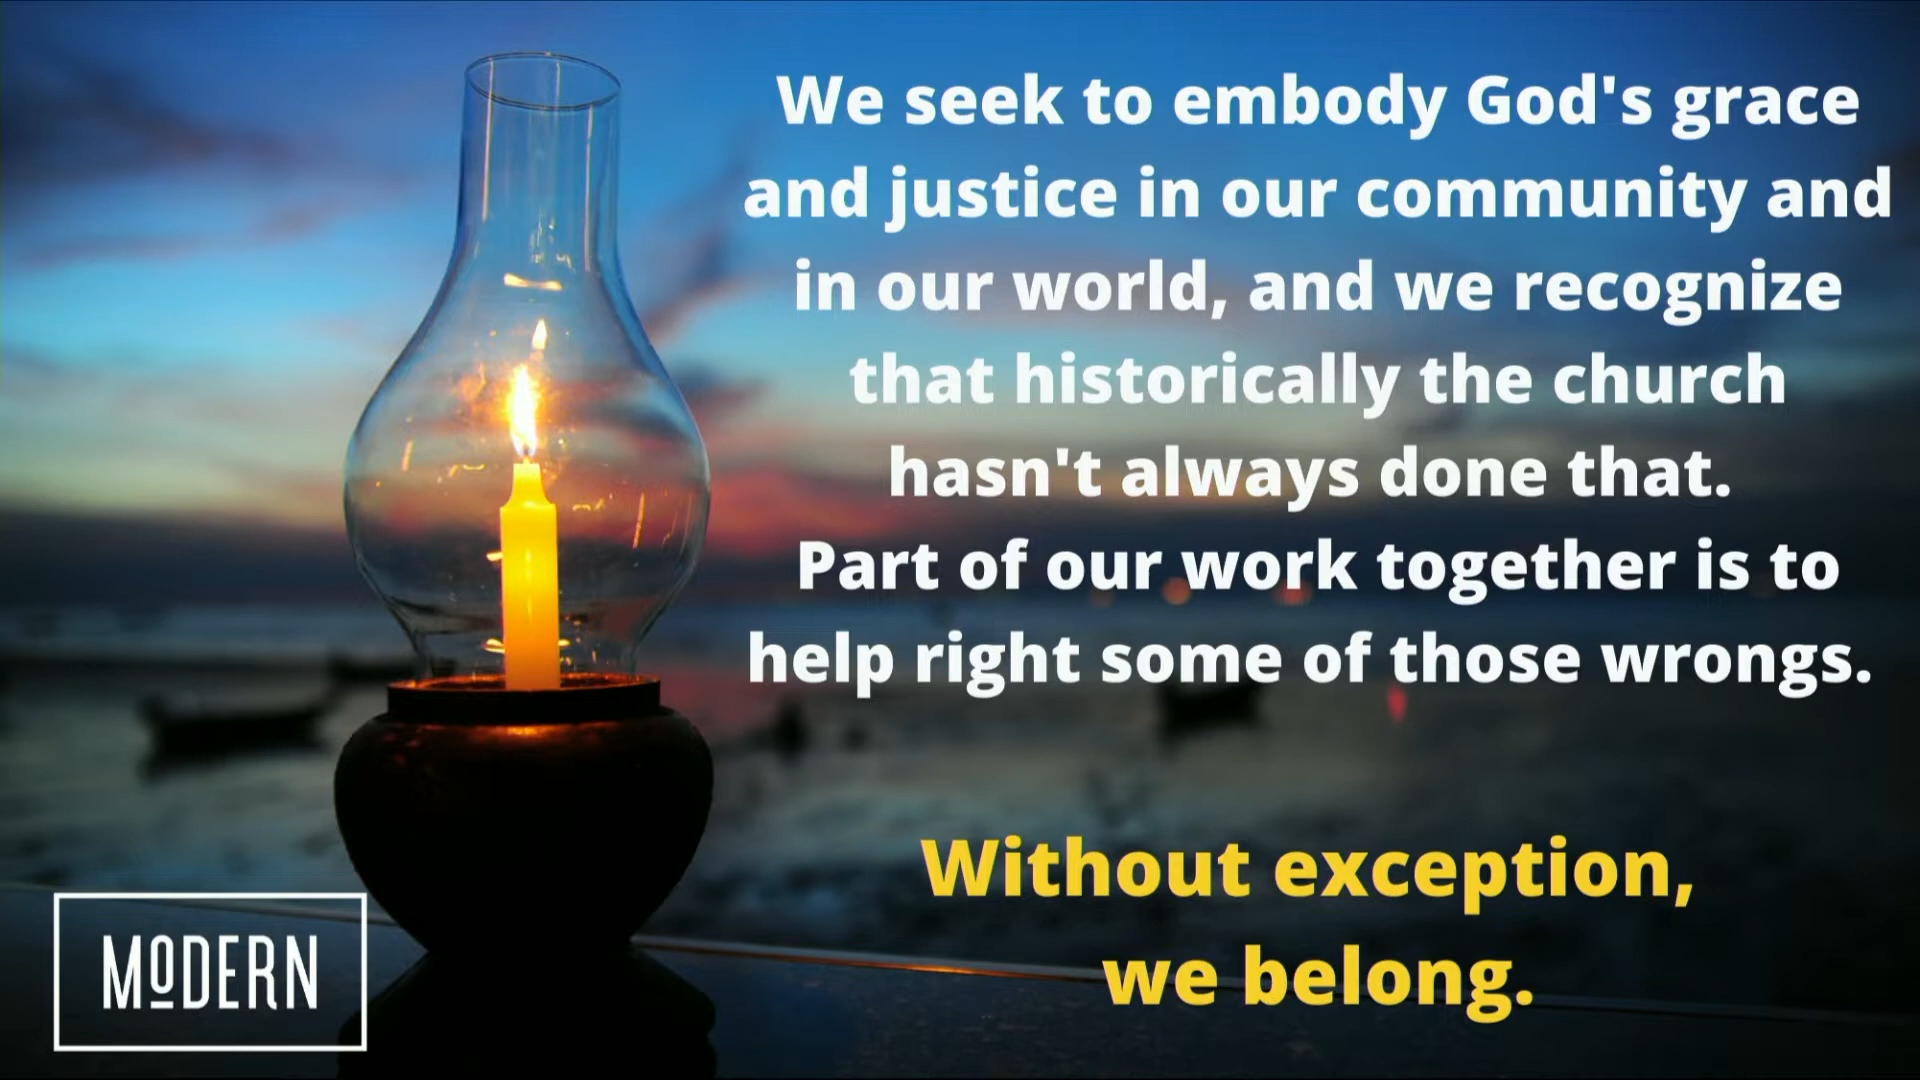 We seek to embody God's grace
and justice in our community and
in our world, and we recognize
that historically the church
hasn't always done that.
Part of our work together is to
help right some of those wrongs.
Without exception,
we belong.
MODERN